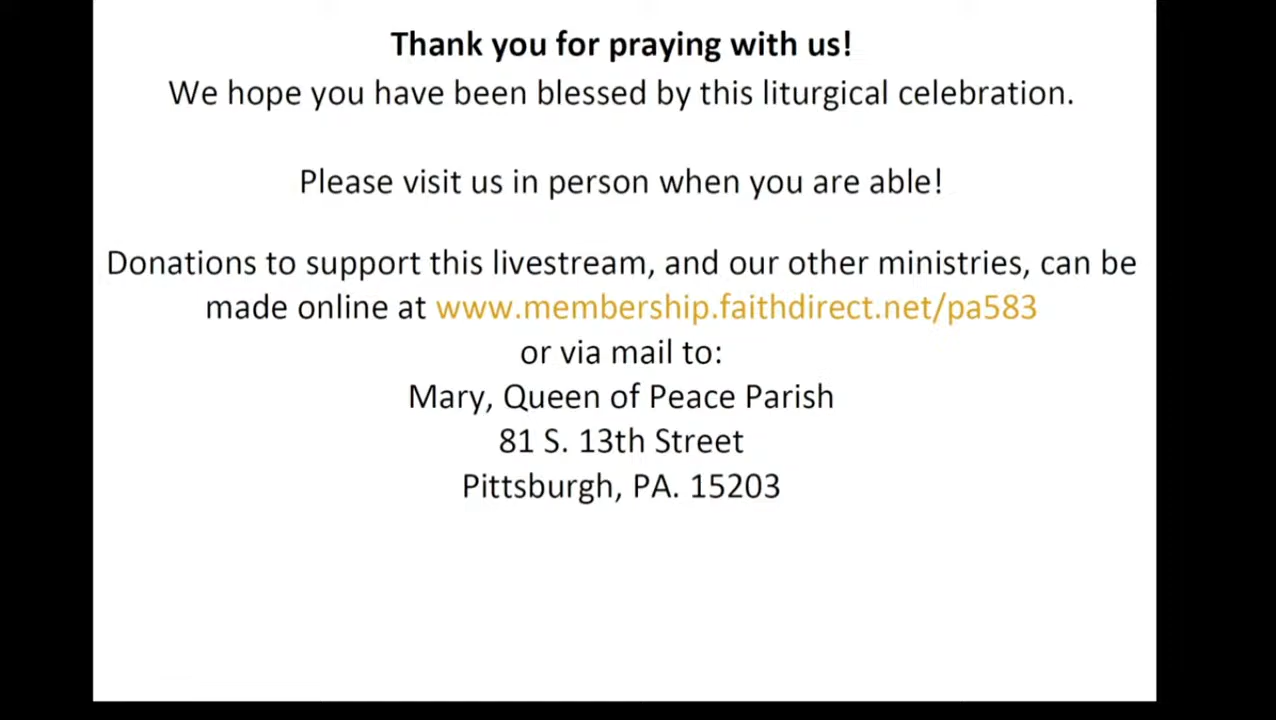 Thank you for praying with us!
We hope you have been blessed by this liturgical celebration.
Please visit us in person when you are able!
Donations to support this livestream, and our other ministries, can be
made online at www.membership.faithdirect.net/pa583
or via mail to:
Mary, Queen of Peace Parish
81 S. 13th Street
Pittsburgh, PA. 15203